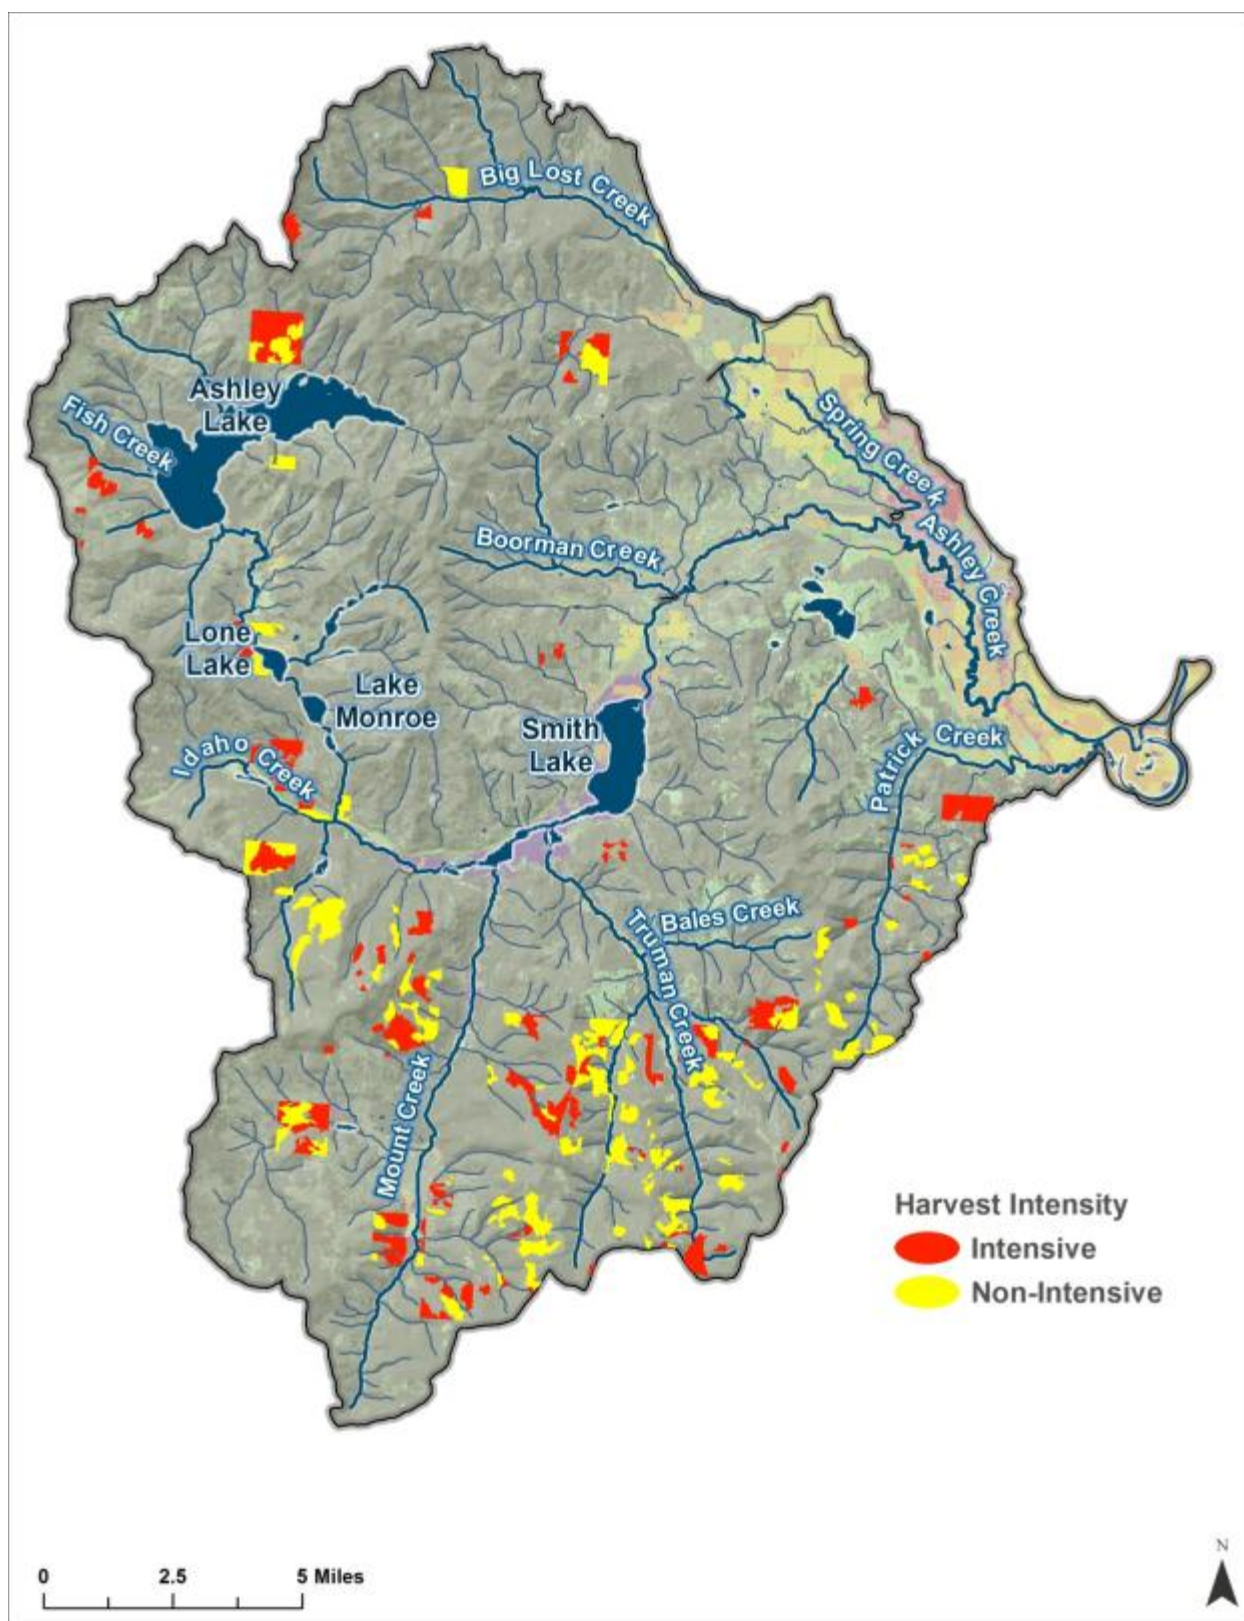 Big Lost Creek
Ashley
Lake
Fish Creek
Spring Creek
Ashley Creek
Boorman Creek
Lone
Lake
Lake
Monroe
Smith
Lake
Idaho Creek
Patrick Creek
Bales Creek
Truman Creek
Mount Creek
Harvest Intensity
Intensive
Non-Intensive
0 2.5 5 Miles
N